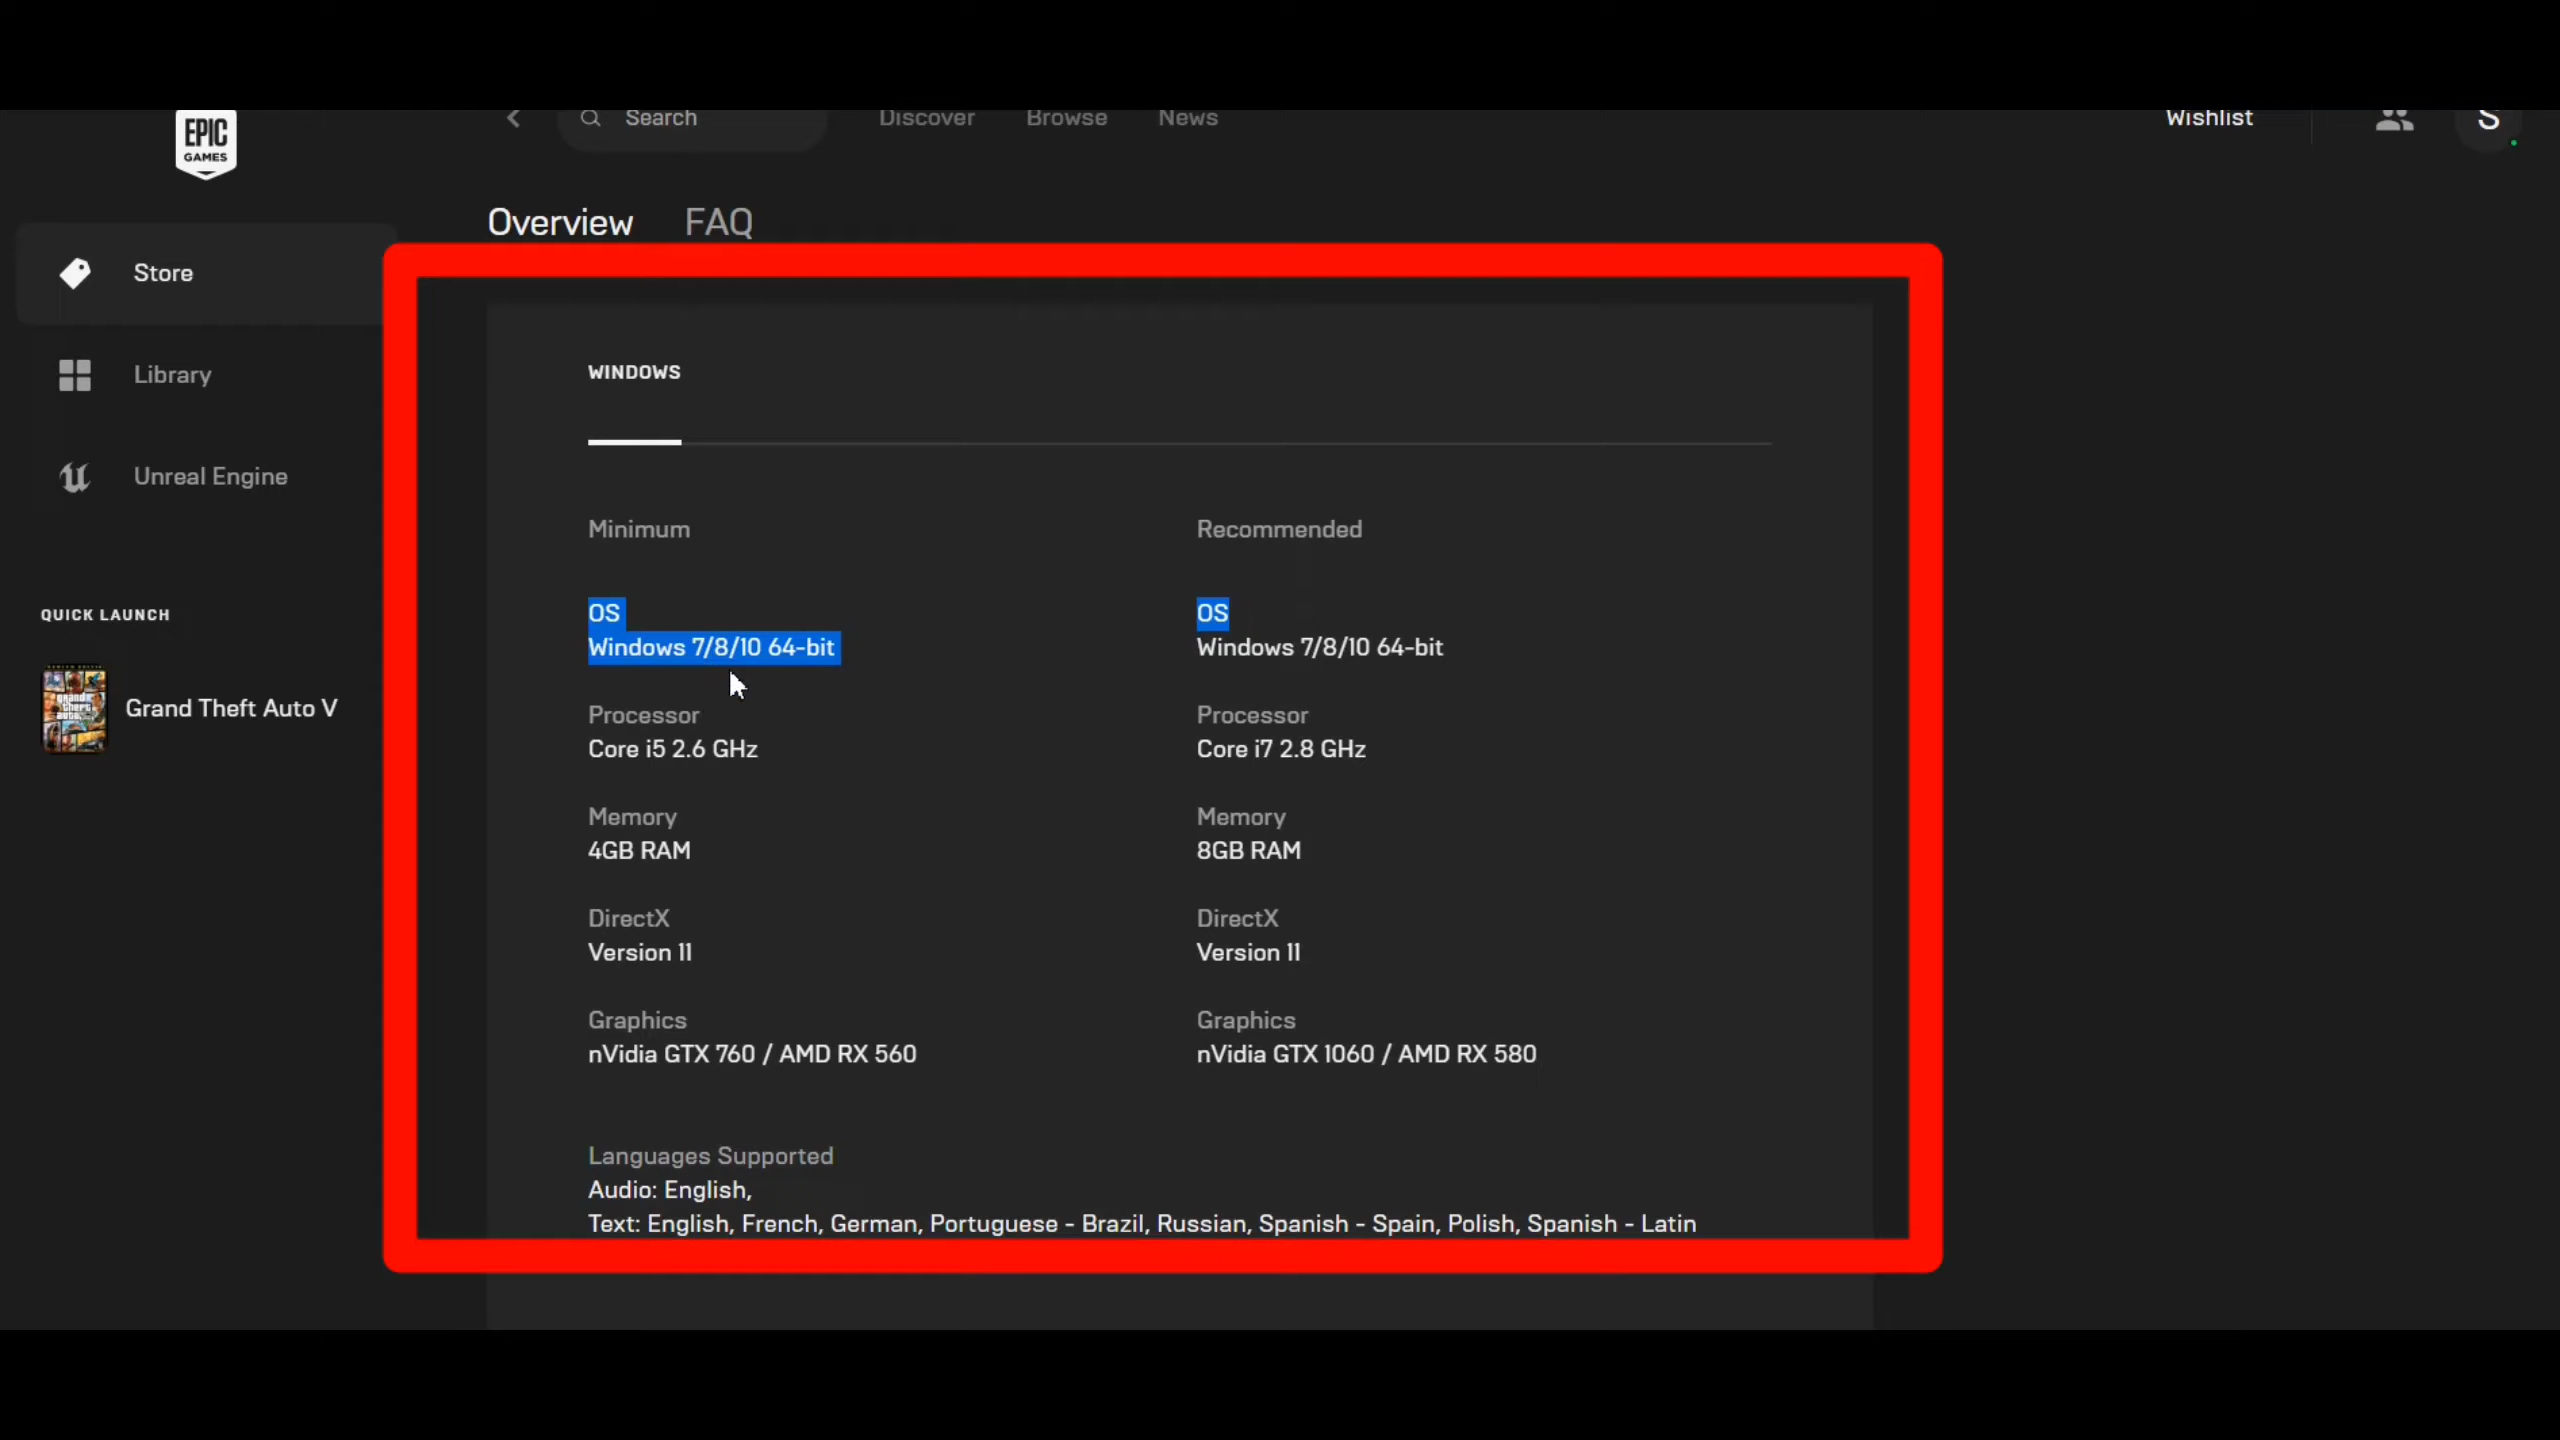 EPIC
GAMES
Search
Discover
Browse
News
Wishlist
S
Overview
FAQ
Store
Library
Unreal Engine
QUICK LAUNCH
grand
theft
auto
Grand Theft Auto V
WINDOWS
Minimum
OS
Windows 7/8/10 64-bit
Processor
Core i5 2.6 GHz
Memory
4GB RAM
DirectX
Version 11
Graphics
nVidia GTX 760 / AMD RX 560
Recommended
OS
Windows 7/8/10 64-bit
Processor
Core i7 2.8 GHz
Memory
8GB RAM
DirectX
Version 11
Graphics
nVidia GTX 1060 / AMD RX 580
Languages Supported
Audio: English,
Text: English, French, German, Portuguese - Brazil, Russian, Spanish - Spain, Polish, Spanish - Latin